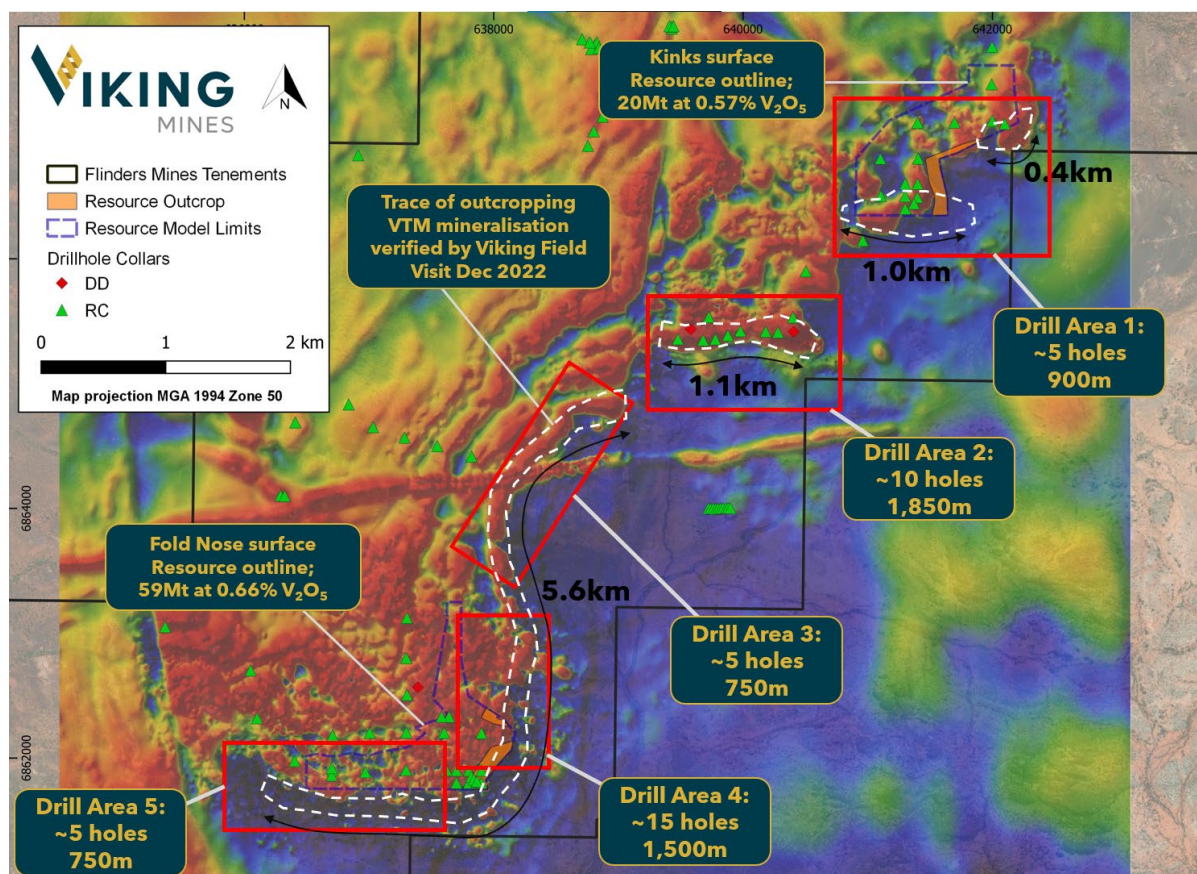 638000
640000
642000
VIKING
MINES
N
Flinders Mines Tenements
Resource Outcrop
Resource Model Limits
Drillhole Collars
DD
RC
0
1
2 km
Map projection MGA 1994 Zone 50
Kinks surface
Resource outline;
20Mt at 0.57% V₂O₅
Trace of outcropping
VTM mineralisation
verified by Viking Field
Visit Dec 2022
0.4km
1.0km
Drill Area 1:
~5 holes
900m
1.1km
Drill Area 2:
~10 holes
1,850m
6864000
Fold Nose surface
Resource outline;
59Mt at 0.66% V₂O₅
5.6km
Drill Area 3:
~5 holes
750m
6862000
Drill Area 5:
~5 holes
750m
Drill Area 4:
~15 holes
1,500m